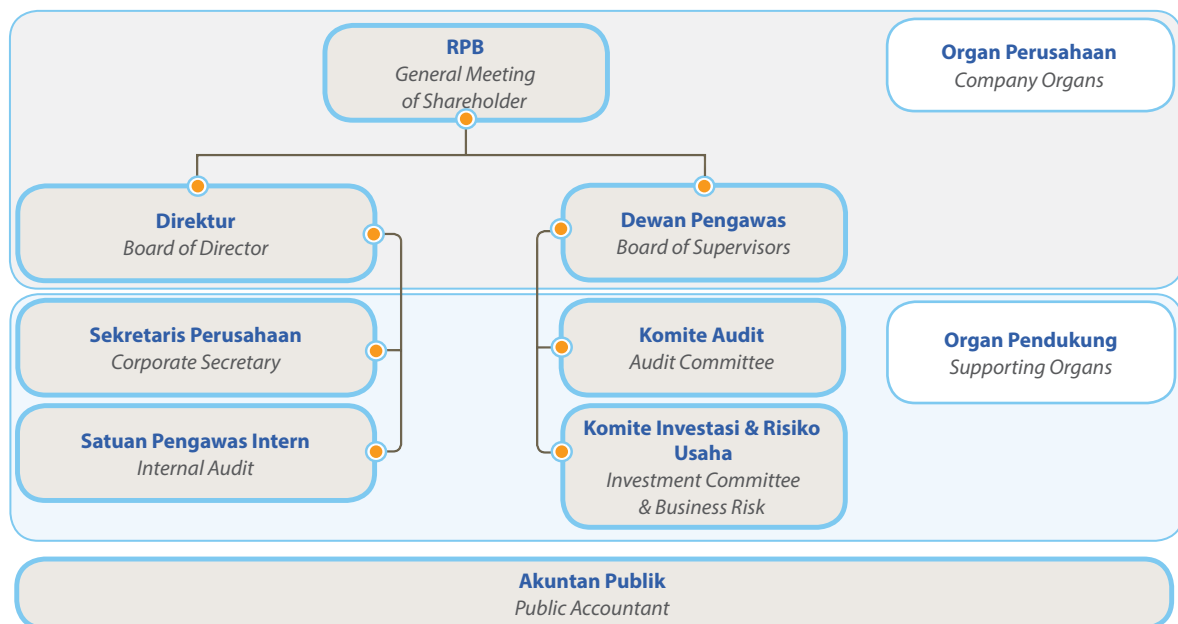 RPB
General Meeting
of Shareholder
Organ Perusahaan
Company Organs
Direktur
Board of Director
Dewan Pengawas
Board of Supervisors
Sekretaris Perusahaan
Corporate Secretary
Komite Audit
Audit Committee
Organ Pendukung
Supporting Organs
Satuan Pengawas Intern
Internal Audit
Komite Investasi & Risiko
Usaha
Investment Committee
& Business Risk
Akuntan Publik
Public Accountant